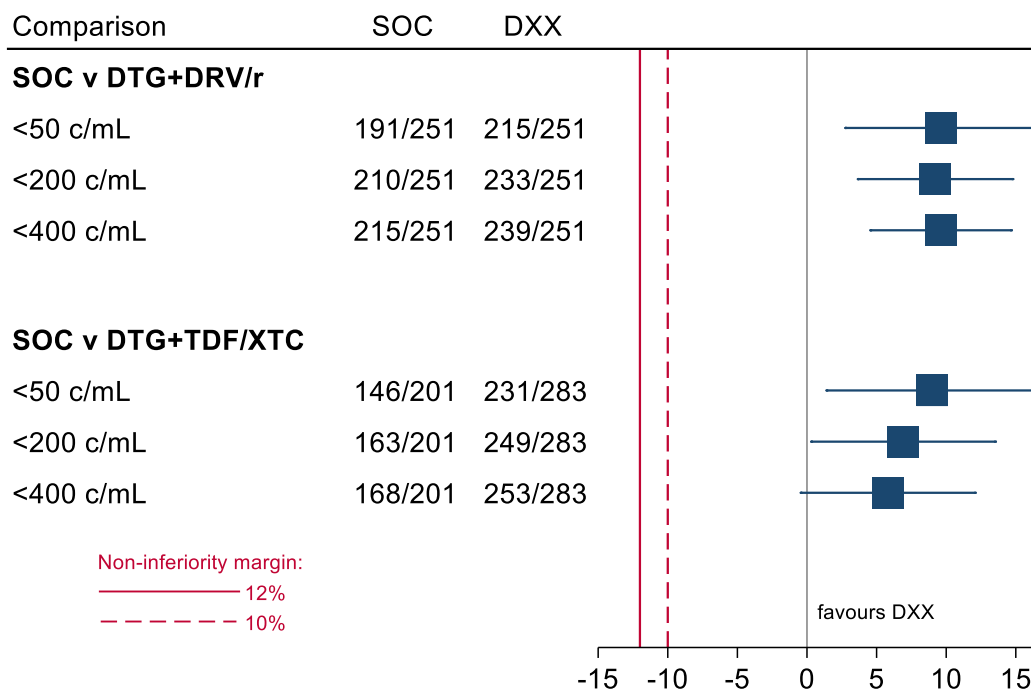 Comparison SOC DXX
SOC v DTG+DRV/r
<50 c/mL 191/251 215/251
<200 c/mL 210/251 233/251
<400 c/mL 215/251 239/251
SOC v DTG+TDF/XTC
<50 c/mL 146/201 231/283
<200 c/mL 163/201 249/283
<400 c/mL 168/201 253/283
Non-inferiority margin:
12%
10%
favours DXX
-15 -10 -5 0 5 10 15